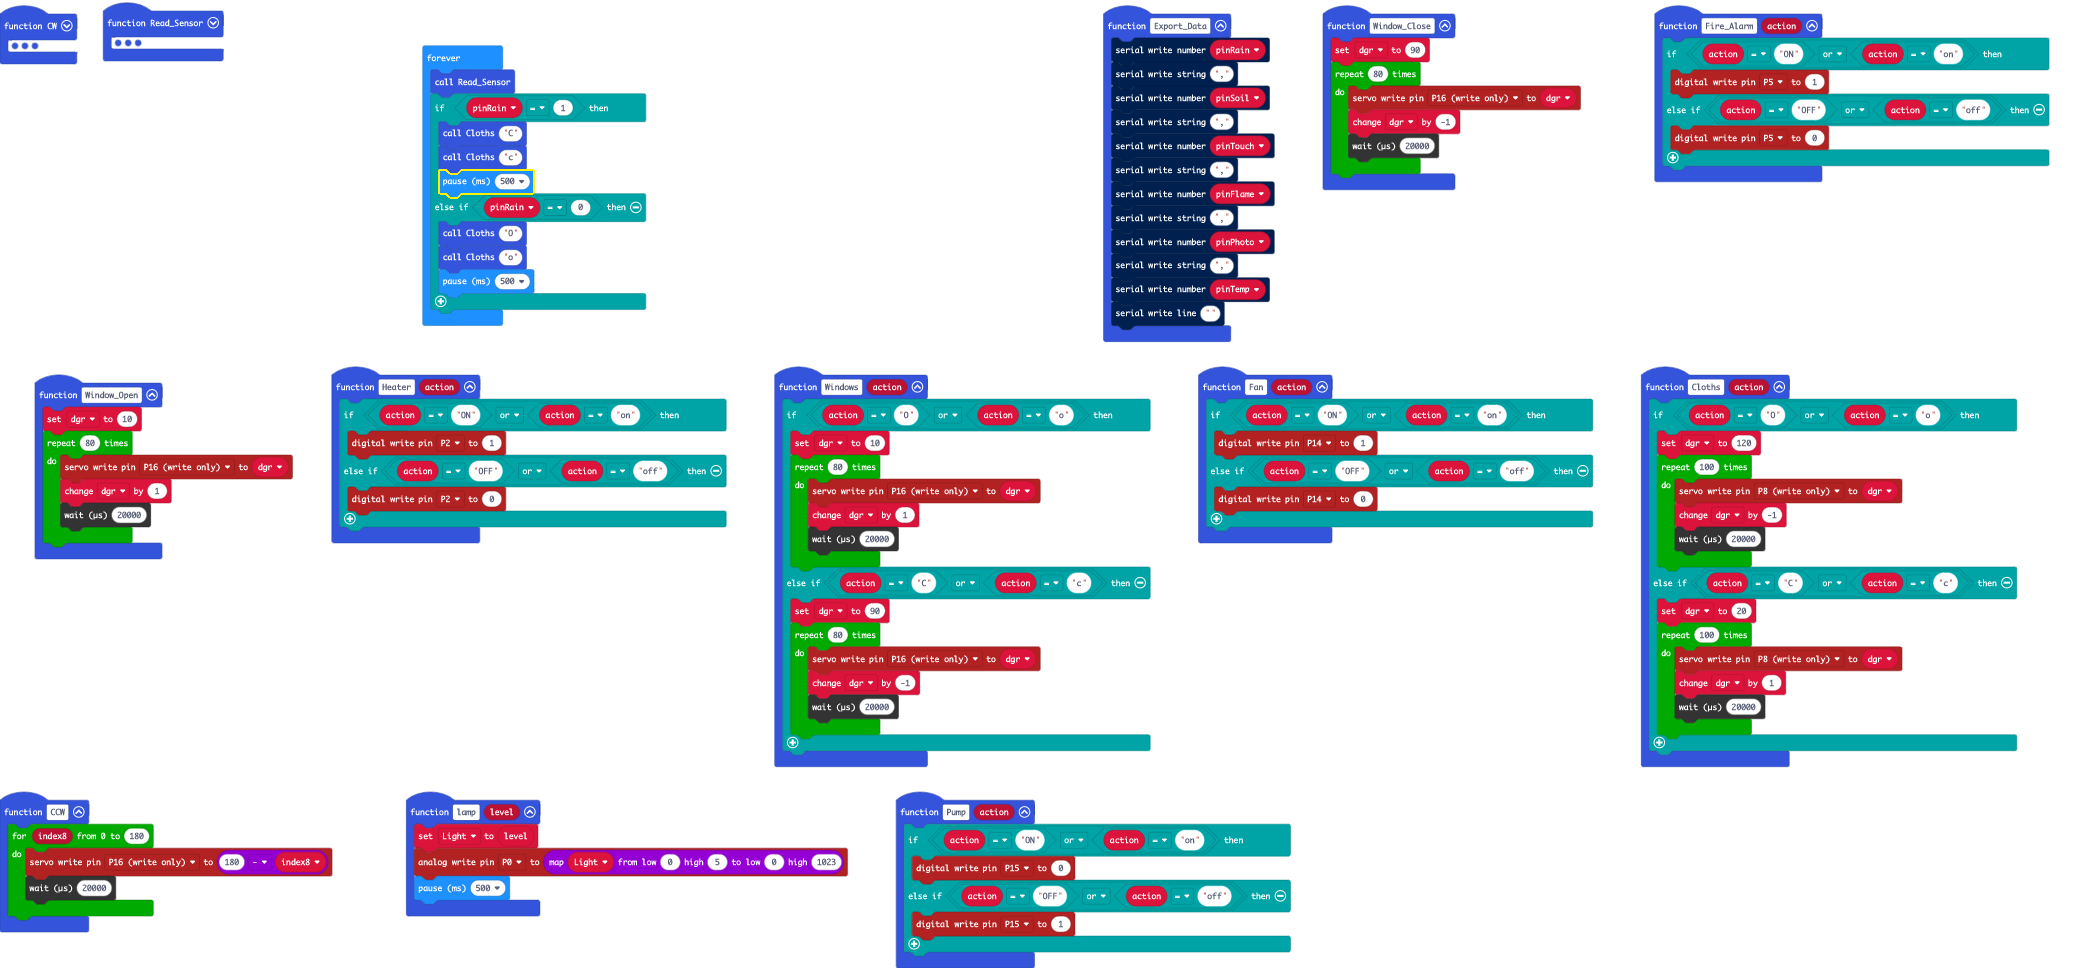 function CW
function Read_Sensor
forever
call Read_Sensor
if pinRain = 1 then
call Cloths "C"
call Cloths "c"
pause (ms) 500
else if pinRain = 0 then
call Cloths "O"
call Cloths "o"
pause (ms) 500
function Export_Data
serial write number pinRain
serial write string ","
serial write number pinSoil
serial write string ","
serial write number pinTouch
serial write string ","
serial write number pinFlame
serial write string ","
serial write number pinPhoto
serial write string ","
serial write number pinTemp
serial write line ""
function Window_Close
set dgr to 90
repeat 80 times
do
servo write pin P16 (write only) to dgr
change dgr by -1
wait (µs) 20000
function Fire_Alarm action
if action = "ON" or action = "on" then
digital write pin P5 to 1
else if action = "OFF" or action = "off" then
digital write pin P5 to 0
function Window_Open
set dgr to 10
repeat 80 times
do
servo write pin P16 (write only) to dgr
change dgr by 1
wait (µs) 20000
function Heater action
if action = "ON" or action = "on" then
digital write pin P2 to 1
else if action = "OFF" or action = "off" then
digital write pin P2 to 0
function Windows action
if action = "O" or action = "o" then
set dgr to 10
repeat 80 times
do
servo write pin P16 (write only) to dgr
change dgr by 1
wait (µs) 20000
else if action = "C" or action = "c" then
set dgr to 90
repeat 80 times
do
servo write pin P16 (write only) to dgr
change dgr by -1
wait (µs) 20000
function Fan action
if action = "ON" or action = "on" then
digital write pin P14 to 1
else if action = "OFF" or action = "off" then
digital write pin P14 to 0
function Cloths action
if action = "O" or action = "o" then
set dgr to 120
repeat 100 times
do
servo write pin P8 (write only) to dgr
change dgr by -1
wait (µs) 20000
else if action = "C" or action = "c" then
set dgr to 20
repeat 100 times
do
servo write pin P8 (write only) to dgr
change dgr by 1
wait (µs) 20000
function CCW
for index8 from 0 to 180
do
servo write pin P16 (write only) to 180 - index8
wait (µs) 20000
function lamp level
set Light to level
analog write pin P0 to map Light from low 0 high 5 to low 0 high 1023
pause (ms) 500
function Pump action
if action = "ON" or action = "on" then
digital write pin P15 to 0
else if action = "OFF" or action = "off" then
digital write pin P15 to 1